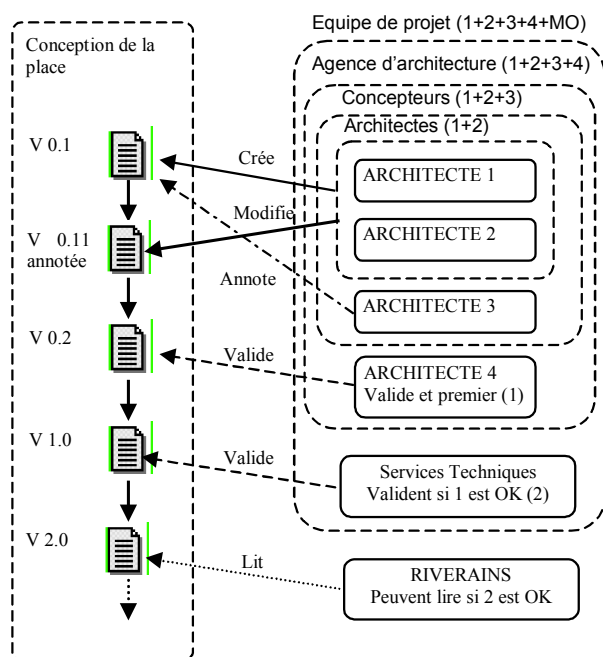 Equipe de projet (1+2+3+4+MO)
Conception de la
place
Agence d'architecture (1+2+3+4)
Concepteurs (1+2+3)
Architectes (1+2)
V 0.1
Crée
ARCHITECTE 1
Modifie
ARCHITECTE 2
V 0.11
annotée
Annote
ARCHITECTE 3
V 0.2
Valide
ARCHITECTE 4
Valide et premier (1)
V 1.0
Valide
Services Techniques
Valident si 1 est OK (2)
V 2.0
Lit
RIVERAINS
Peuvent lire si 2 est OK